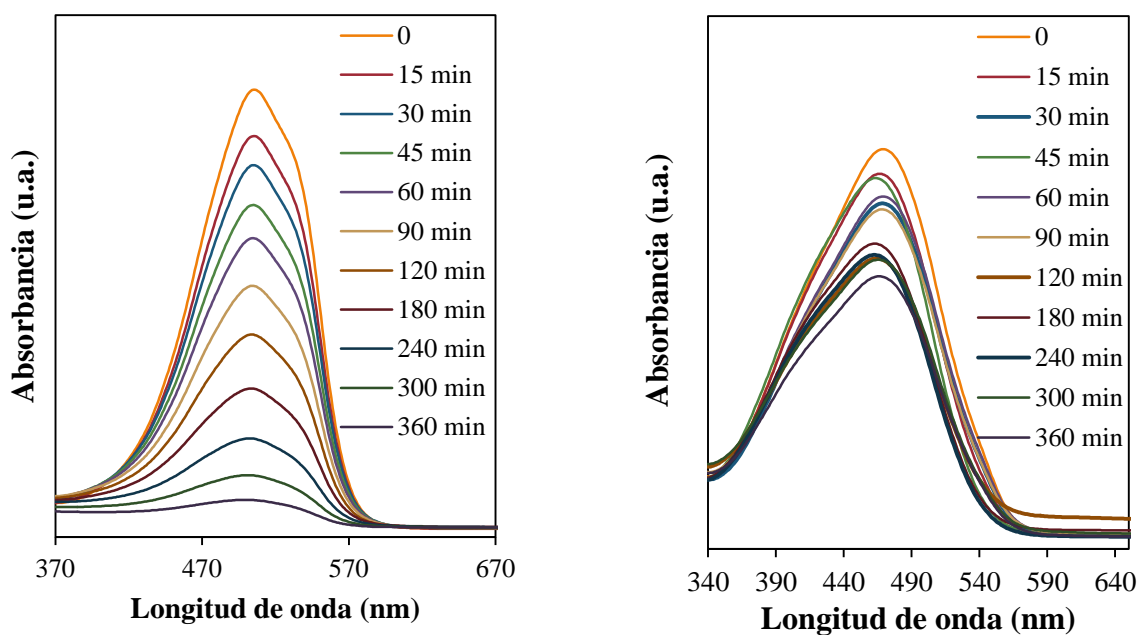 Absorbancia (u.a.)
0
15 min
30 min
45 min
60 min
90 min
120 min
180 min
240 min
300 min
360 min
370 470 570 670
Longitud de onda (nm)
Absorbancia (u.a.)
0
15 min
30 min
45 min
60 min
90 min
120 min
180 min
240 min
300 min
360 min
340 390 440 490 540 590 640
Longitud de onda (nm)